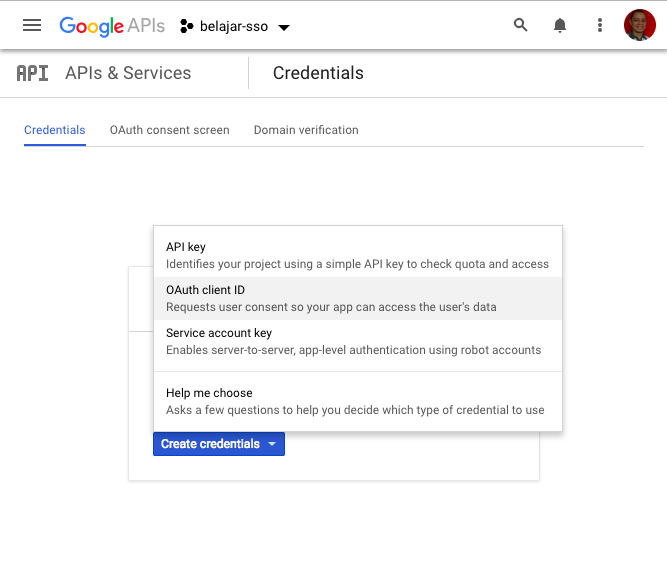 Google APIs belajar-sso
API APIs & Services Credentials
Credentials OAuth consent screen Domain verification
API key
Identifies your project using a simple API key to check quota and access
OAuth client ID
Requests user consent so your app can access the user's data
Service account key
Enables server-to-server, app-level authentication using robot accounts
Help me choose
Asks a few questions to help you decide which type of credential to use
Create credentials